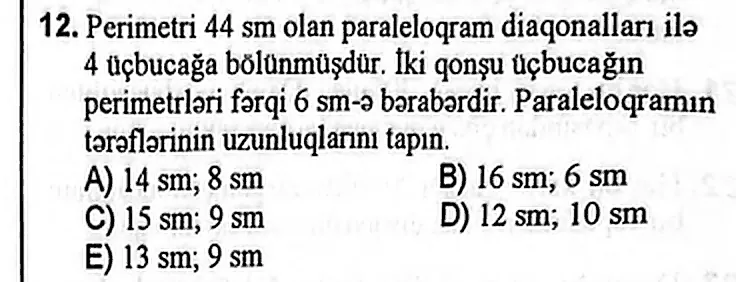 12. Perimetri 44 sm olan paraleloqram diaqonalları ilə
4 üçbucağa bölünmüşdür. İki qonşu üçbucağın
perimetrləri fərqi 6 sm-ə bərabərdir. Paraleloqramın
tərəflərinin uzunluqlarını tapın.
A) 14 sm; 8 sm B) 16 sm; 6 sm
C) 15 sm; 9 sm D) 12 sm; 10 sm
E) 13 sm; 9 sm